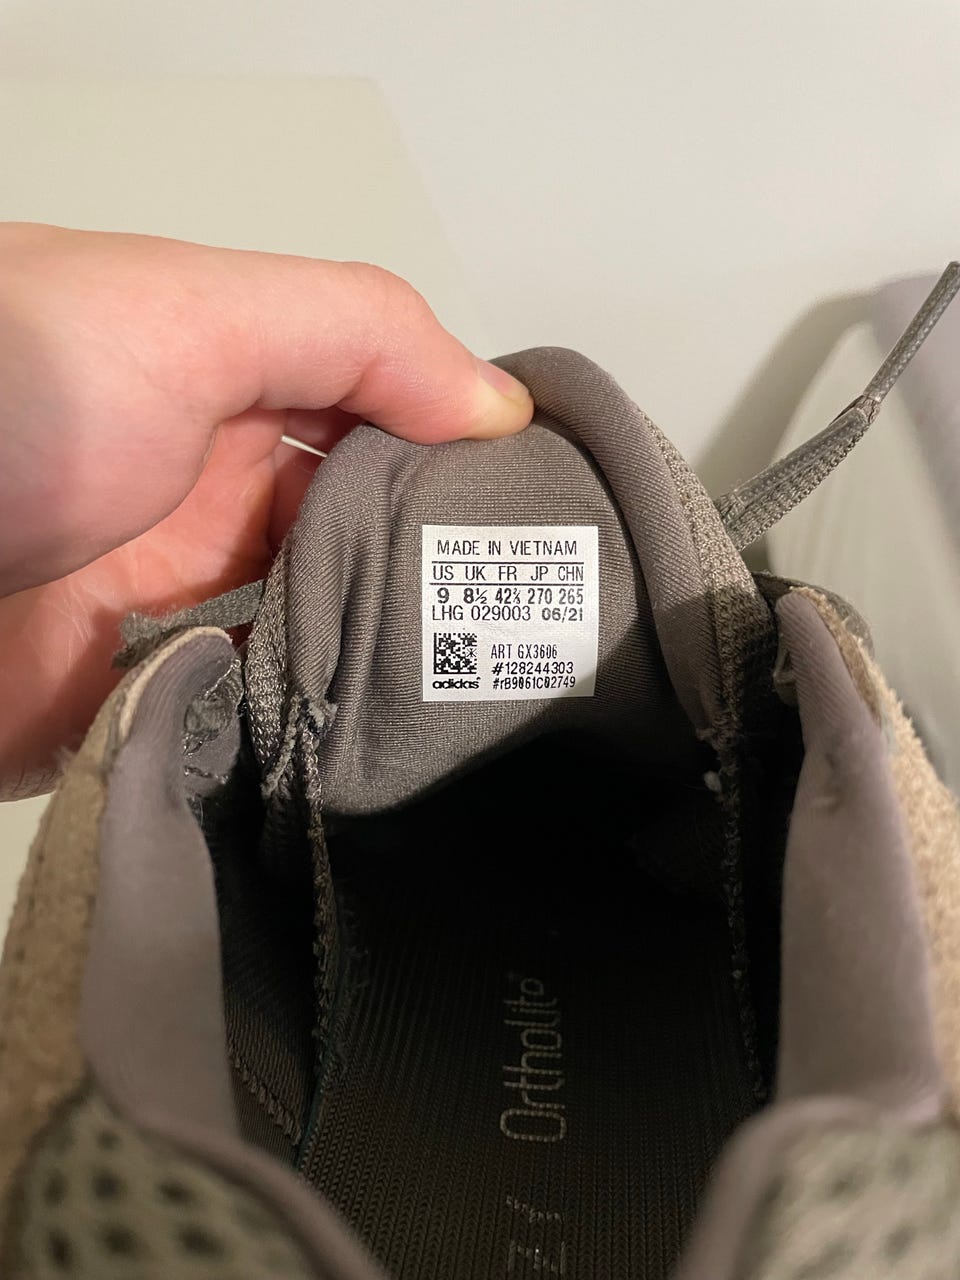 MADE IN VIETNAM
US UK FR JP CHN
9 8½ 42⅔ 270 265
LHG 029003 06/21
ART GX3606
#128244303
adidas #rB9061C02749
Ortholite